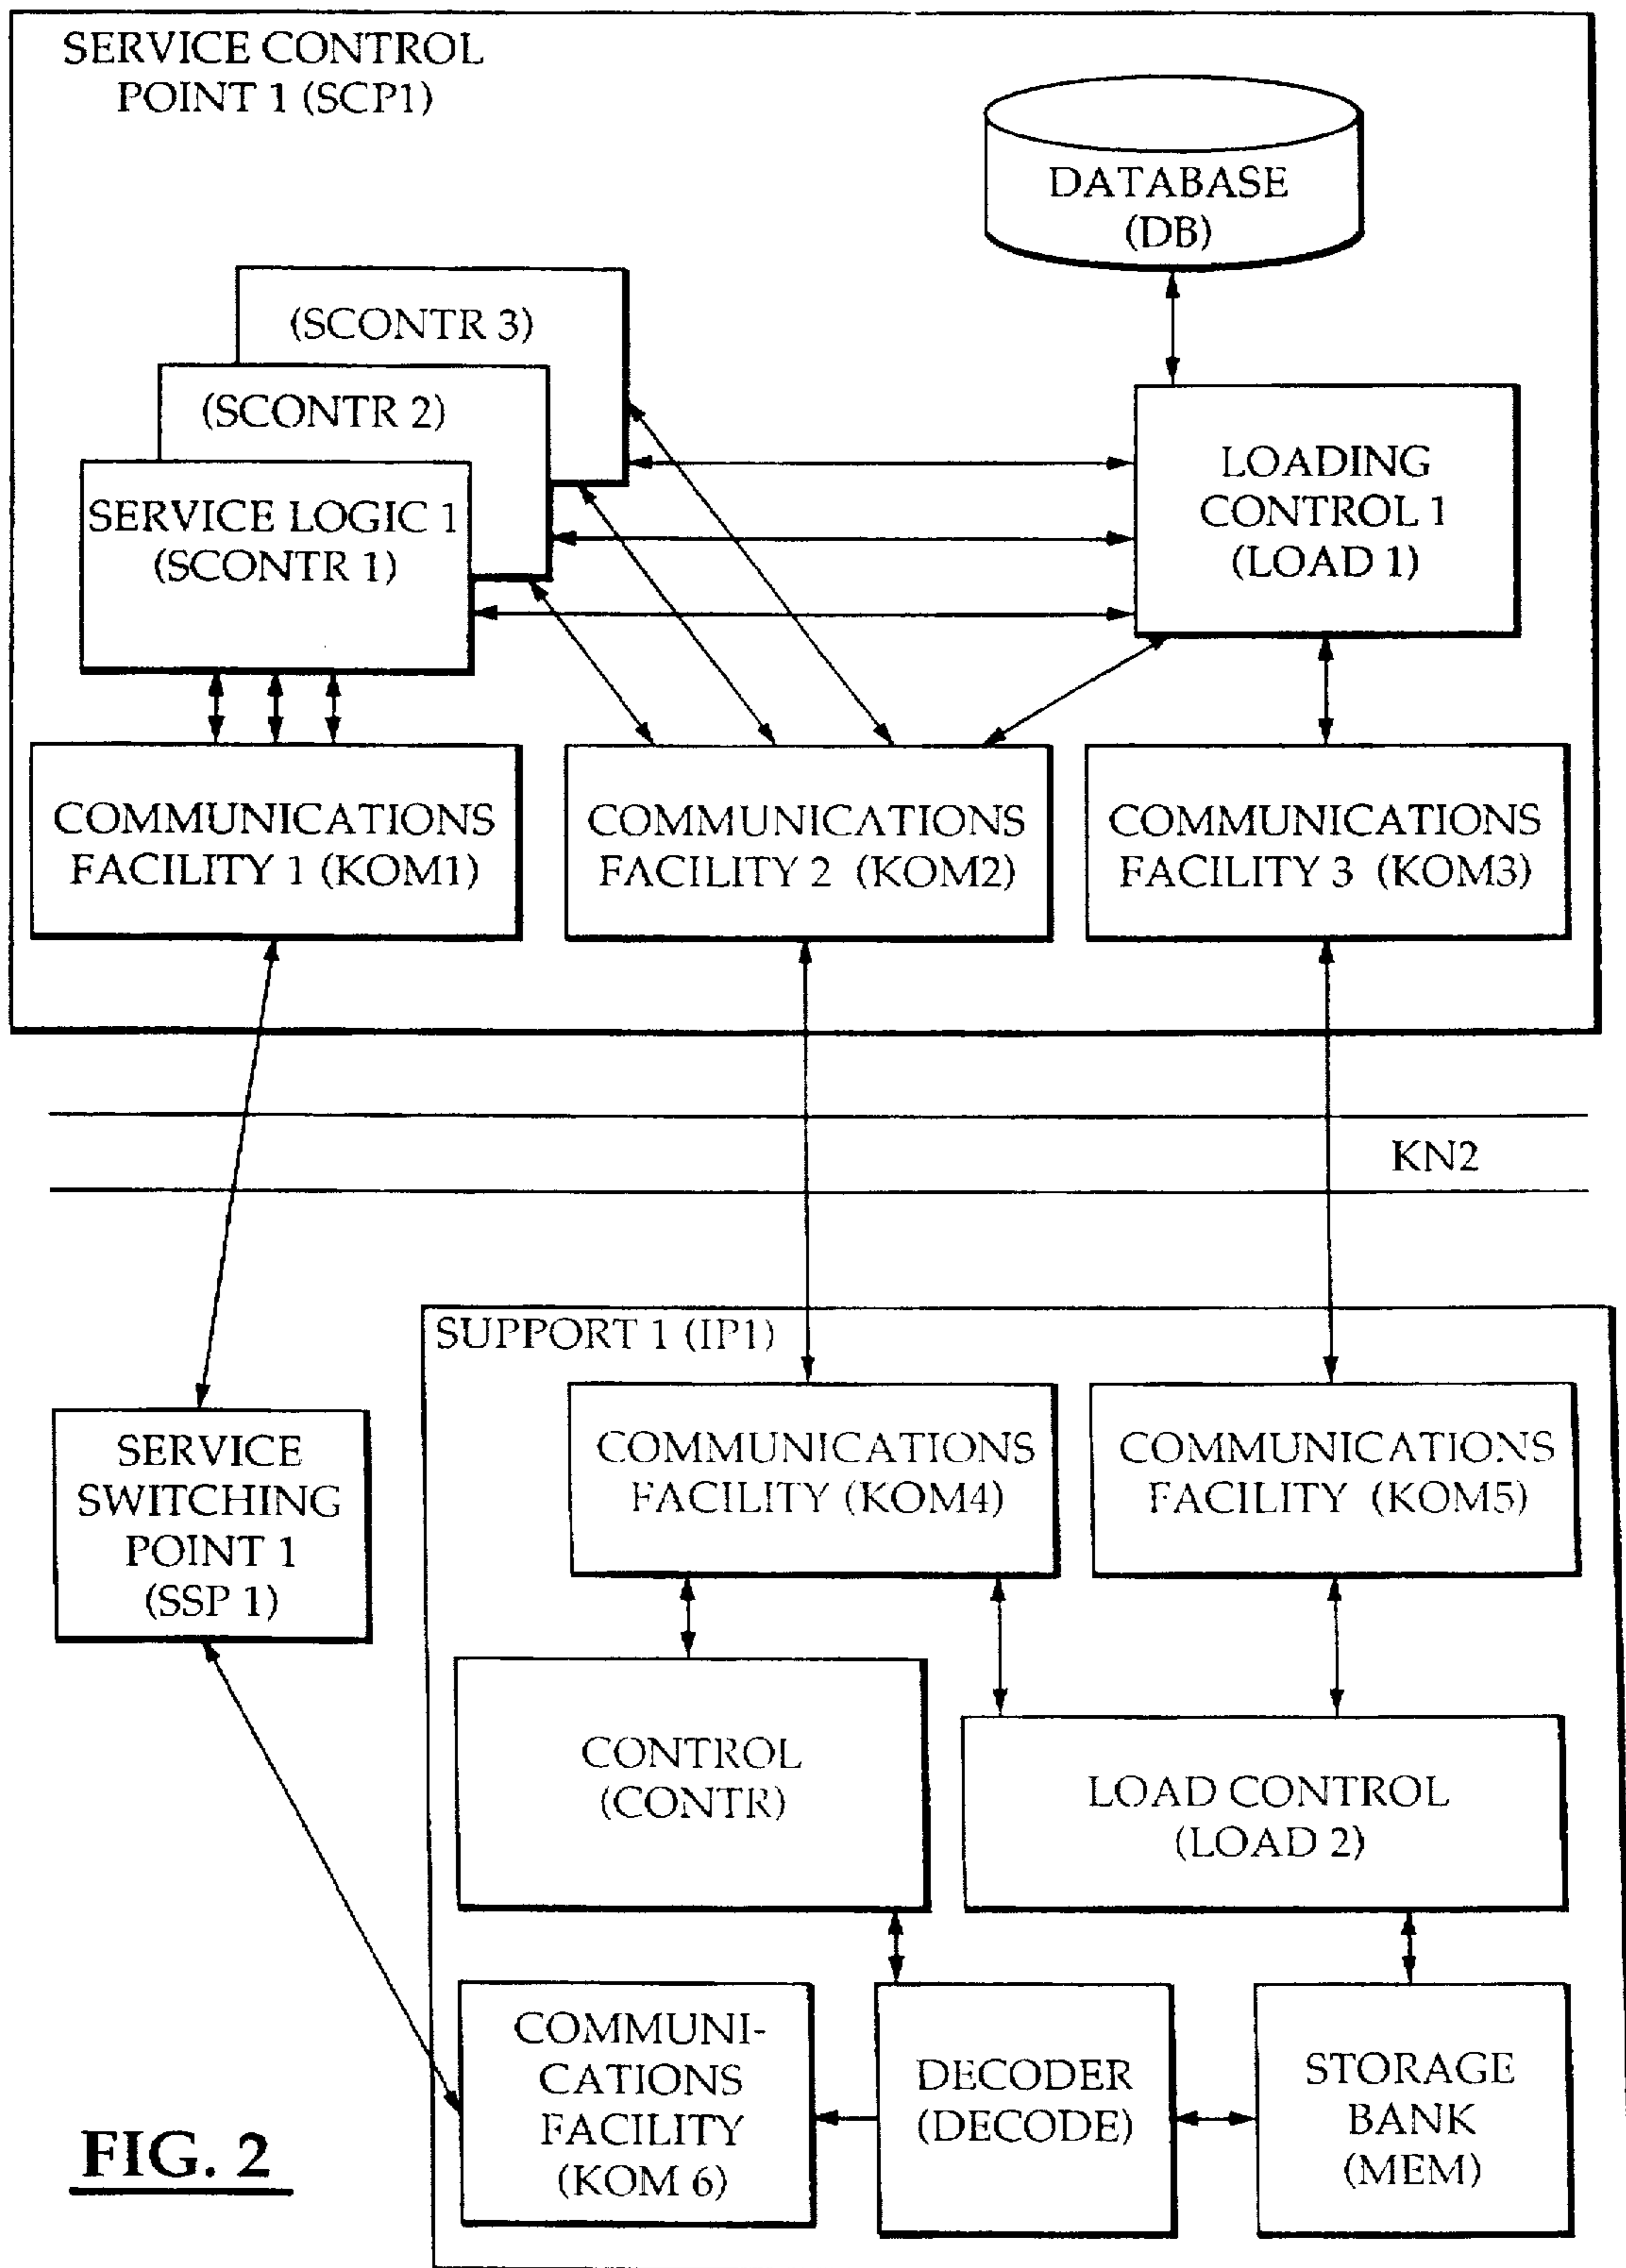 SERVICE CONTROL
POINT 1 (SCP1)
DATABASE
(DB)
(SCONTR 3)
(SCONTR 2)
SERVICE LOGIC 1
(SCONTR 1)
LOADING
CONTROL 1
(LOAD 1)
COMMUNICATIONS
FACILITY 1 (KOM1)
COMMUNICATIONS
FACILITY 2 (KOM2)
COMMUNICATIONS
FACILITY 3 (KOM3)
KN2
SUPPORT 1 (IP1)
SERVICE
SWITCHING
POINT 1
(SSP 1)
COMMUNICATIONS
FACILITY (KOM4)
COMMUNICATIONS
FACILITY (KOM5)
CONTROL
(CONTR)
LOAD CONTROL
(LOAD 2)
COMMUNI-
CATIONS
FACILITY
(KOM 6)
DECODER
(DECODE)
STORAGE
BANK
(MEM)
FIG. 2